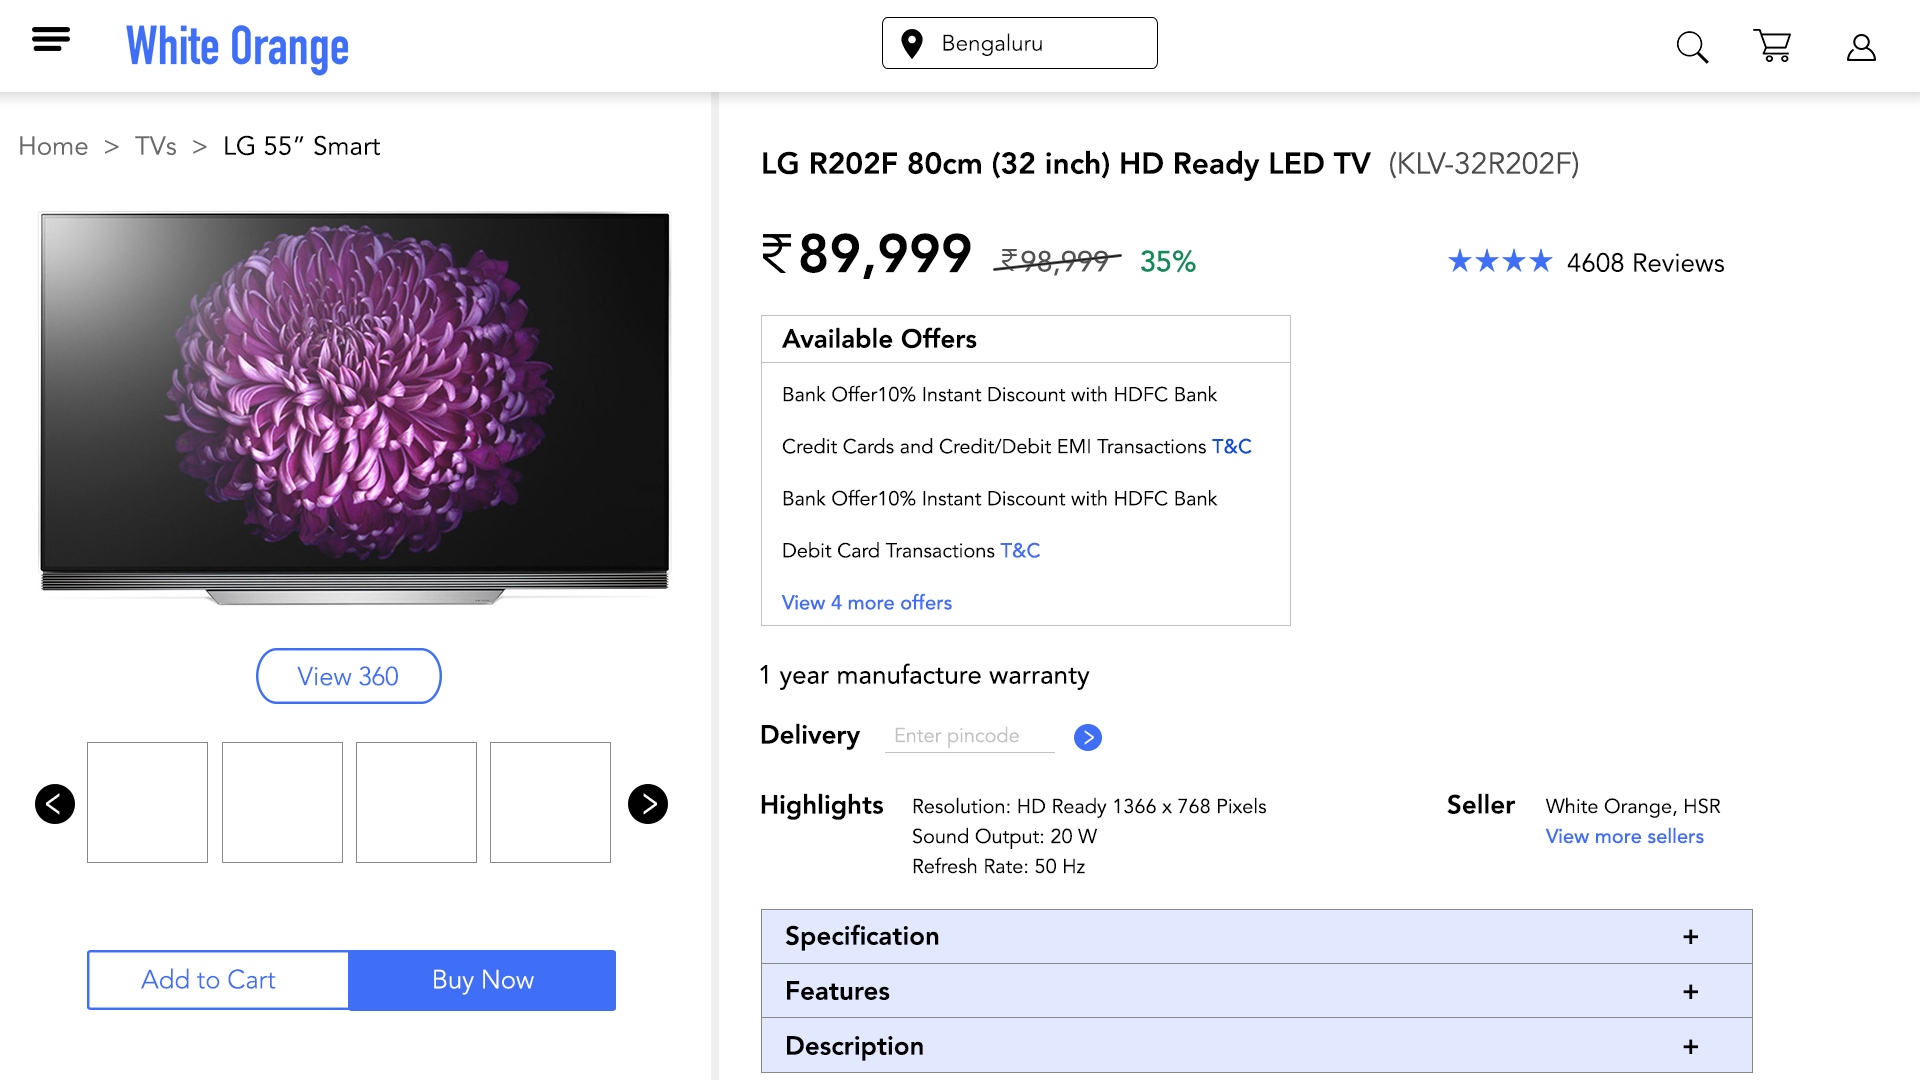 White Orange
Bengaluru
Home > TVs > LG 55” Smart
LG R202F 80cm (32 inch) HD Ready LED TV (KLV-32R202F)
₹89,999 ₹98,999 35%
★★★★ 4608 Reviews
Available Offers
Bank Offer10% Instant Discount with HDFC Bank
Credit Cards and Credit/Debit EMI Transactions T&C
Bank Offer10% Instant Discount with HDFC Bank
Debit Card Transactions T&C
View 4 more offers
View 360
1 year manufacture warranty
Delivery Enter pincode >
Highlights
Resolution: HD Ready 1366 x 768 Pixels
Sound Output: 20 W
Refresh Rate: 50 Hz
Seller
White Orange, HSR
View more sellers
< >
Add to Cart
Buy Now
Specification +
Features +
Description +